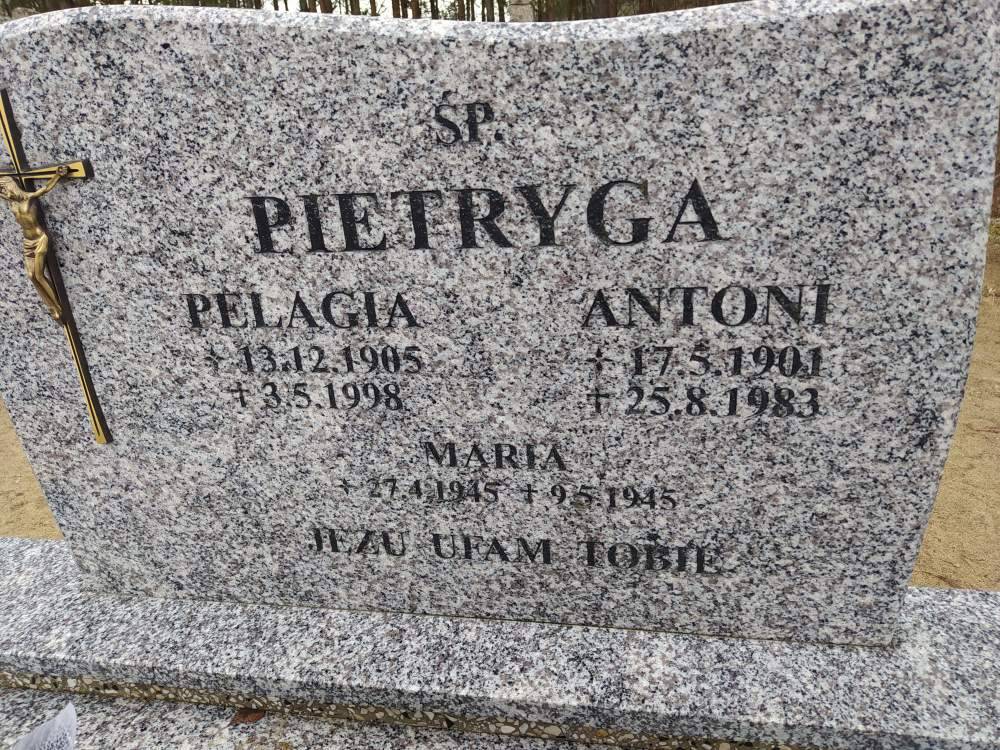 ŚP.
PIETRYGA
PELAGIA ANTONI
* 13.12.1905 * 17.5.1901
+ 3.5.1998 + 25.8.1983
MARIA
* 27.4.1945 + 9.5.1945
JEZU UFAM TOBIE